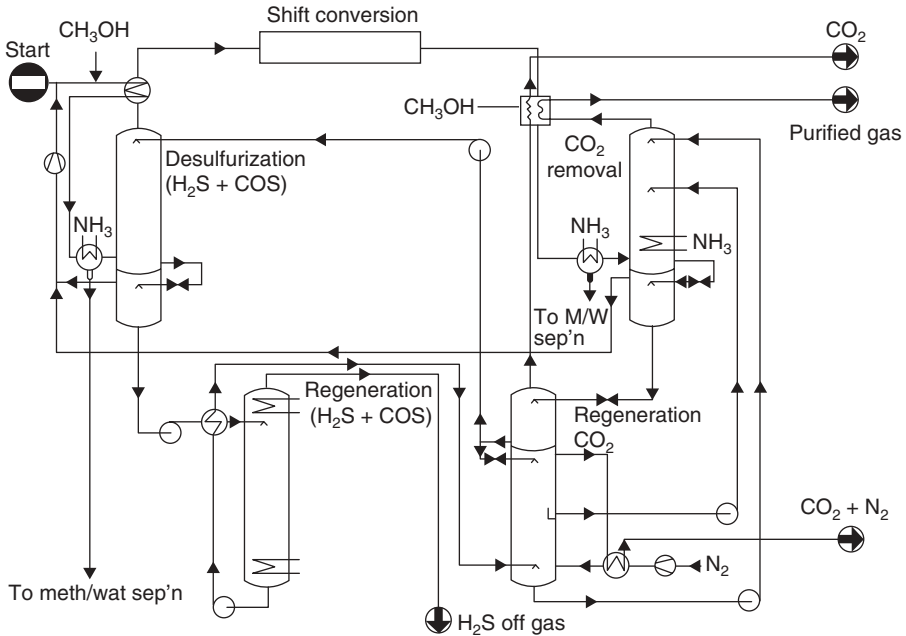 Shift conversion
CH₃OH
CO₂
Start
CH₃OH
Purified gas
CO₂
removal
Desulfurization
(H₂S + COS)
NH₃
NH₃
NH₃
To M/W
sep'n
Regeneration
(H₂S + COS)
Regeneration
CO₂
CO₂ + N₂
N₂
To meth/wat sep'n
H₂S off gas